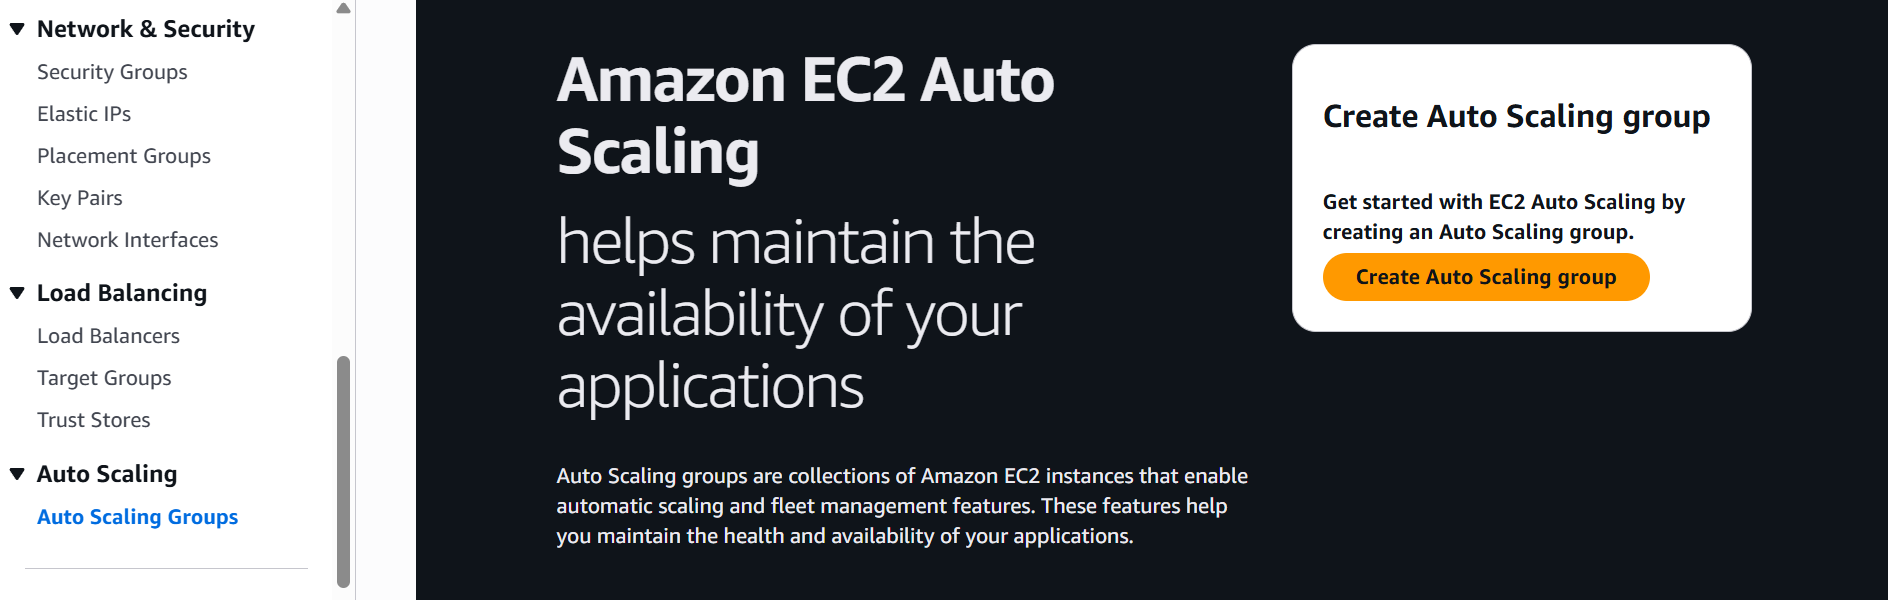 Network & Security
Security Groups
Elastic IPs
Placement Groups
Key Pairs
Network Interfaces
Load Balancing
Load Balancers
Target Groups
Trust Stores
Auto Scaling
Auto Scaling Groups
Amazon EC2 Auto
Scaling
helps maintain the
availability of your
applications
Auto Scaling groups are collections of Amazon EC2 instances that enable
automatic scaling and fleet management features. These features help
you maintain the health and availability of your applications.
Create Auto Scaling group
Get started with EC2 Auto Scaling by
creating an Auto Scaling group.
Create Auto Scaling group